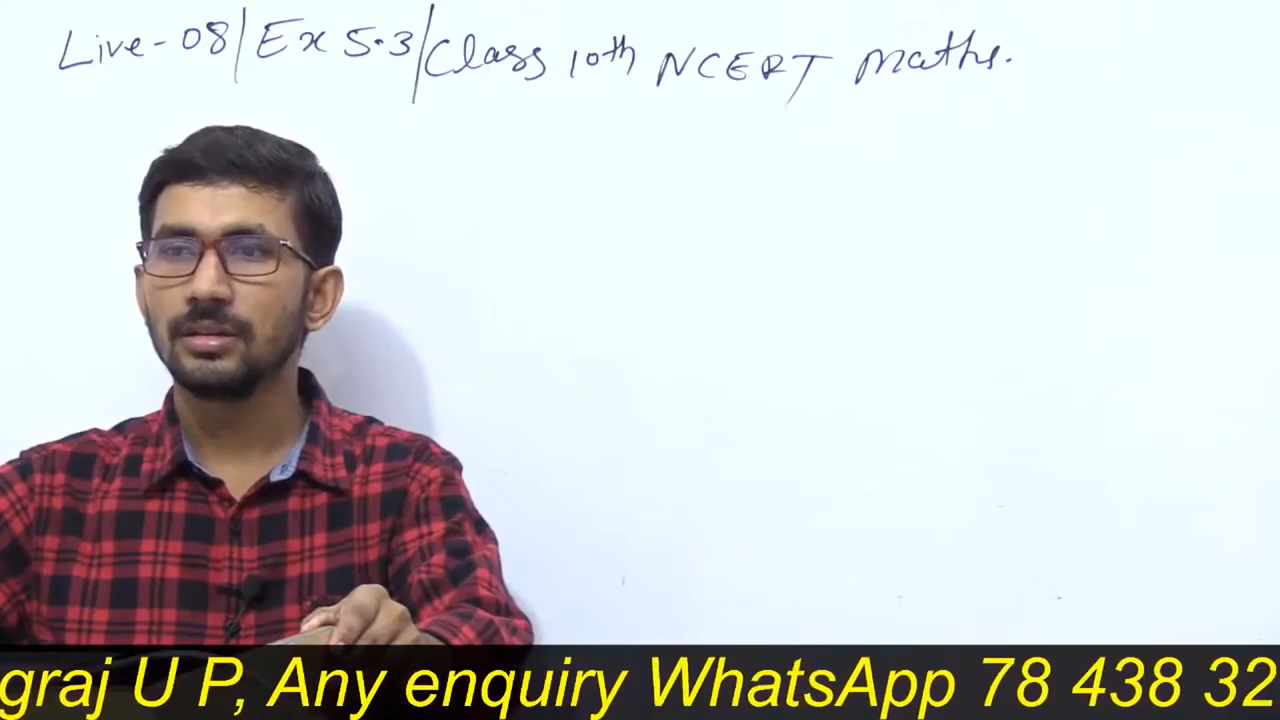 Live-08/Ex 5.3/Class 10th NCERT Maths.
graj U P, Any enquiry WhatsApp 78 438 32